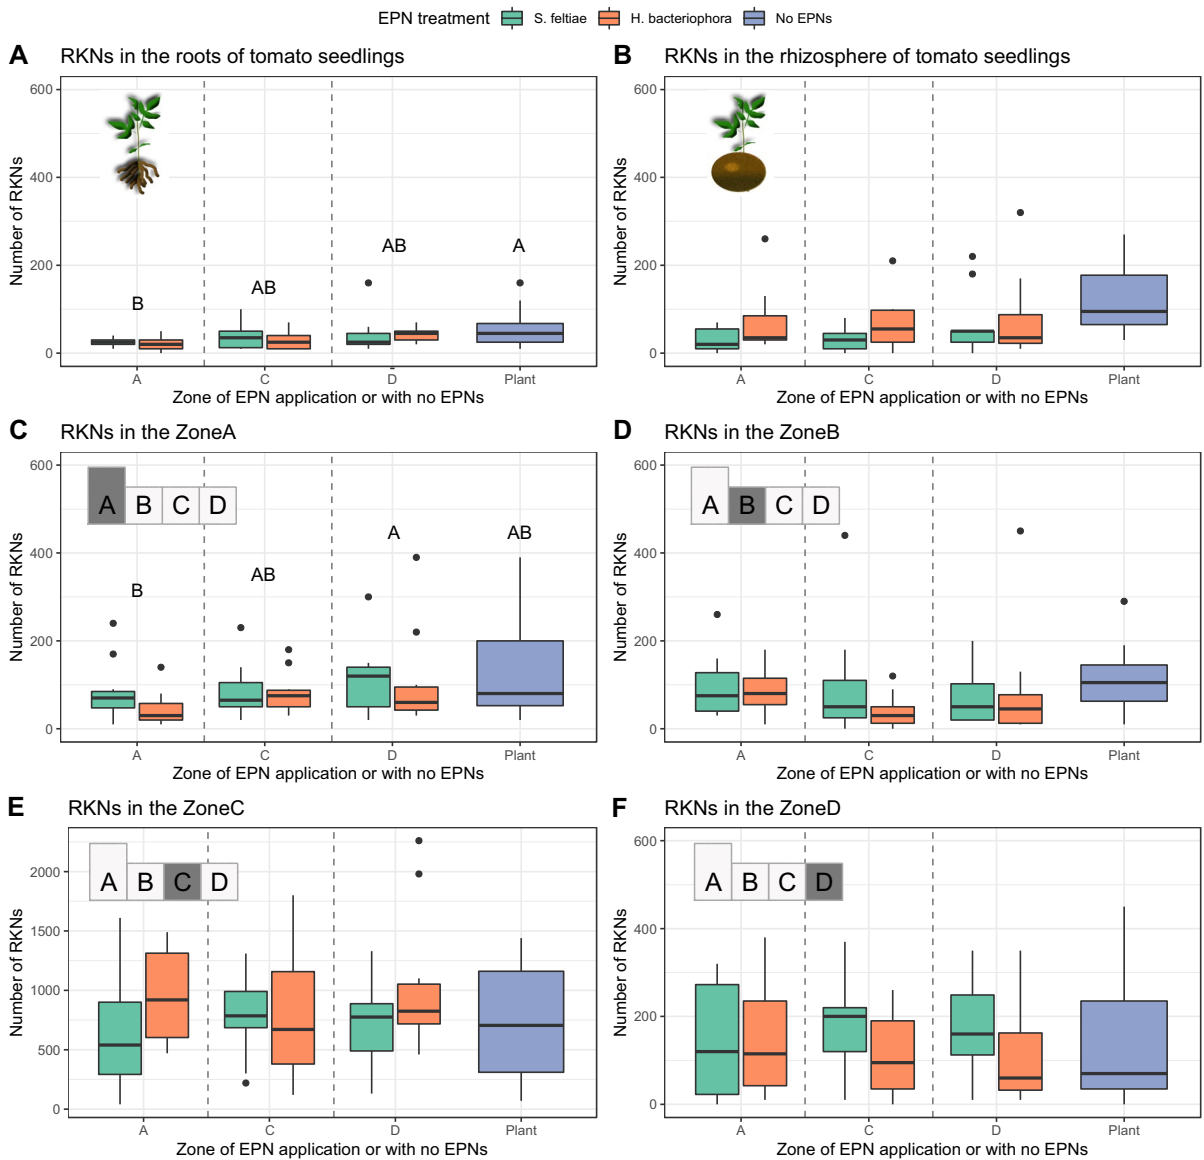 EPN treatment S. feltiae H. bacteriophora No EPNs
A RKNs in the roots of tomato seedlings
Number of RKNs
600
400
200
0
B
AB
AB
A
A C D Plant
Zone of EPN application or with no EPNs
B RKNs in the rhizosphere of tomato seedlings
Number of RKNs
600
400
200
0
A C D Plant
Zone of EPN application or with no EPNs
C RKNs in the ZoneA
Number of RKNs
600
400
200
0
A B C D
B
AB
A
AB
A C D Plant
Zone of EPN application or with no EPNs
D RKNs in the ZoneB
Number of RKNs
600
400
200
0
A B C D
A C D Plant
Zone of EPN application or with no EPNs
E RKNs in the ZoneC
Number of RKNs
2000
1500
1000
500
0
A B C D
A C D Plant
Zone of EPN application or with no EPNs
F RKNs in the ZoneD
Number of RKNs
600
400
200
0
A B C D
A C D Plant
Zone of EPN application or with no EPNs